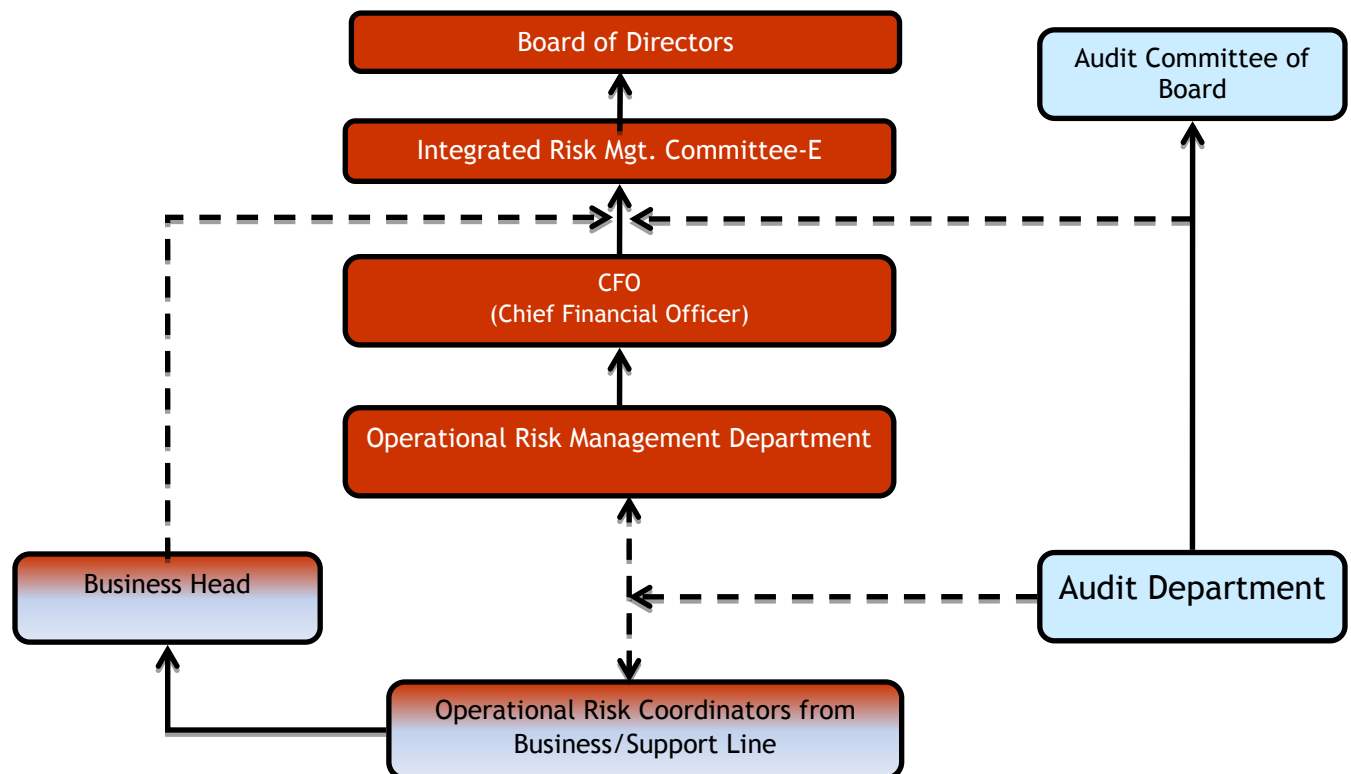 Board of Directors
Audit Committee of
Board
Integrated Risk Mgt. Committee-E
CFO
(Chief Financial Officer)
Operational Risk Management Department
Business Head
Audit Department
Operational Risk Coordinators from
Business/Support Line